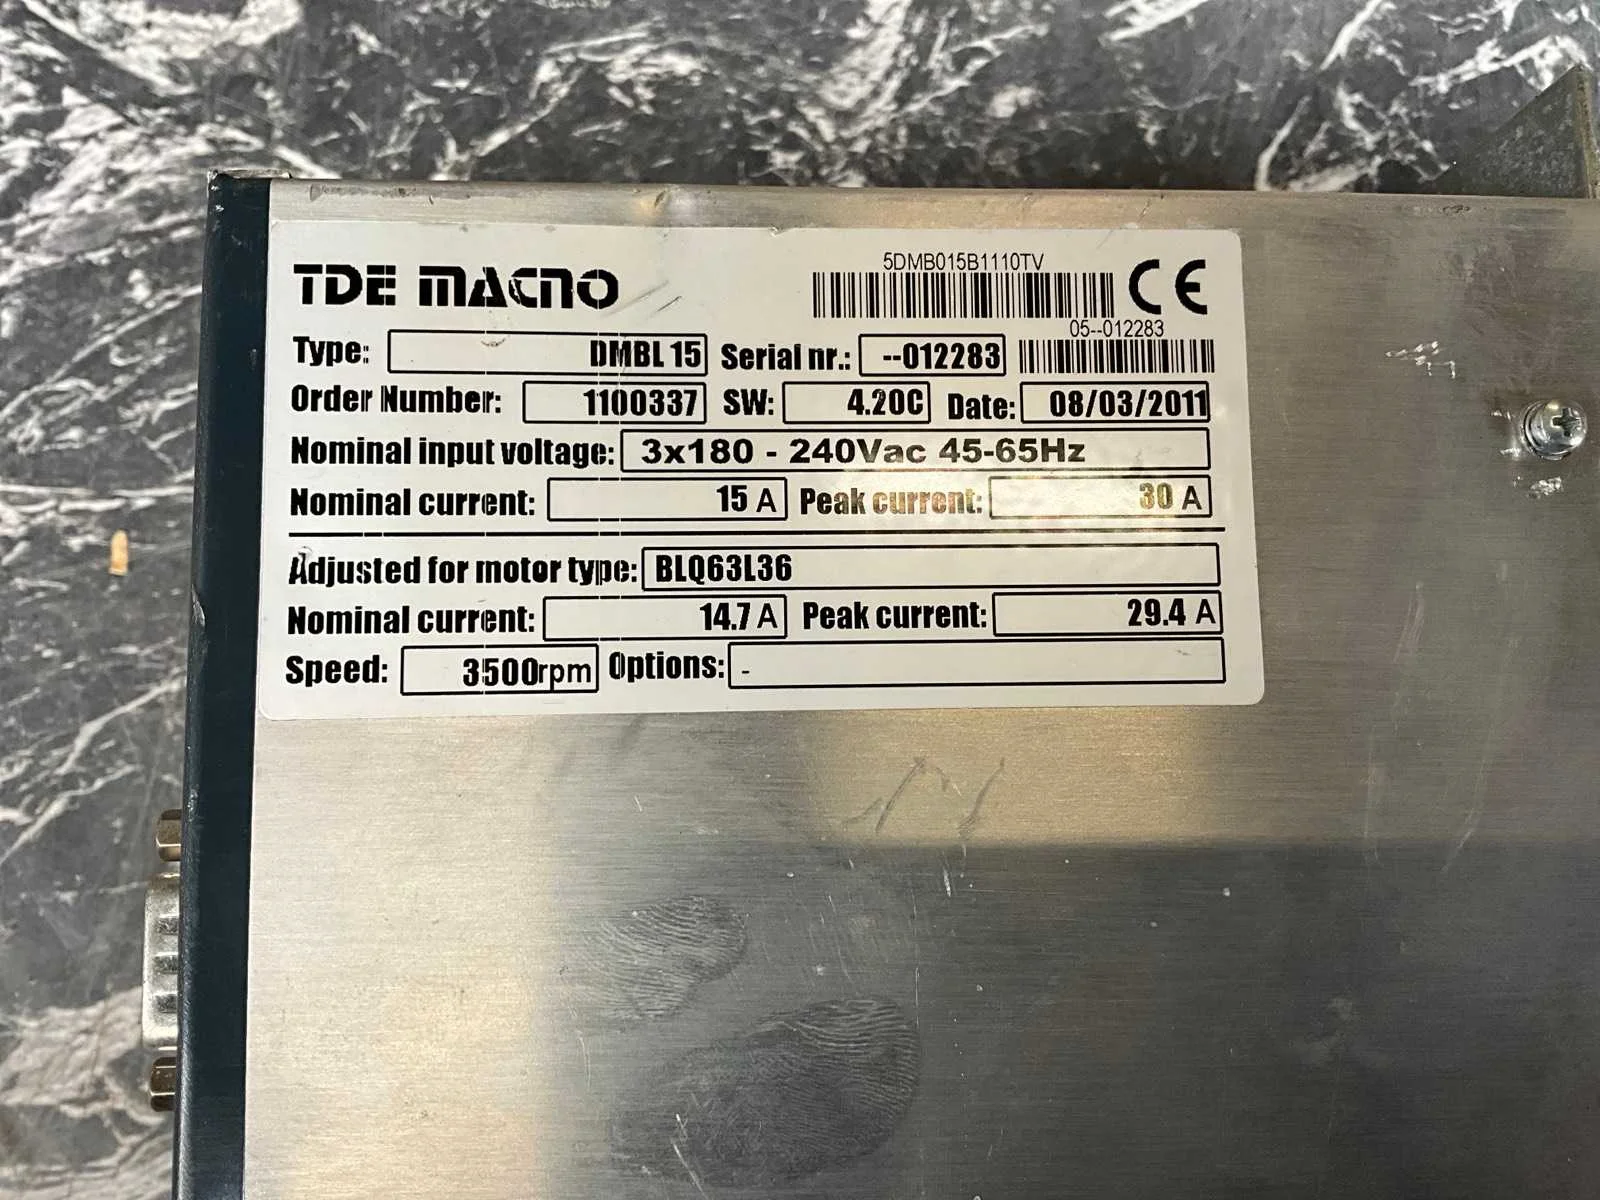 TDE MACNO
5DMB015B1110TV
CE
05--012283
Type: DMBL 15 Serial nr.: --012283
Order Number: 1100337 SW: 4.20C Date: 08/03/2011
Nominal input voltage: 3x180 - 240Vac 45-65Hz
Nominal current: 15 A Peak current: 30 A
Adjusted for motor type: BLQ63L36
Nominal current: 14.7 A Peak current: 29.4 A
Speed: 3500rpm Options: -